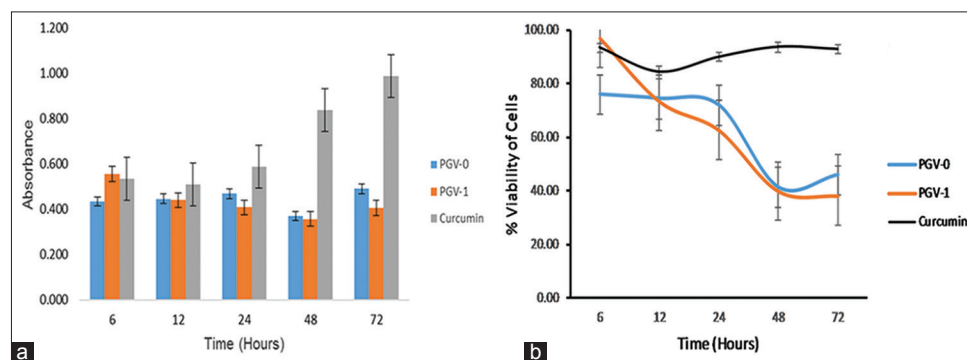 1.200
1.000
0.800
0.600
0.400
0.200
0.000
Absorbance
6 12 24 48 72
Time (Hours)
PGV-0
PGV-1
Curcumin
a
100.00
80.00
60.00
40.00
20.00
0.00
% Viability of Cells
6 12 24 48 72
Time (Hours)
PGV-0
PGV-1
Curcumin
b